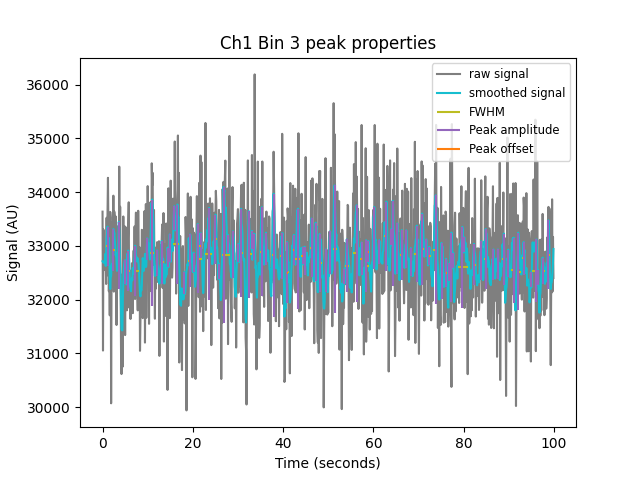 Ch1 Bin 3 peak properties
raw signal
smoothed signal
FWHM
Peak amplitude
Peak offset
36000
35000
34000
33000
32000
31000
30000
Signal (AU)
0 20 40 60 80 100
Time (seconds)